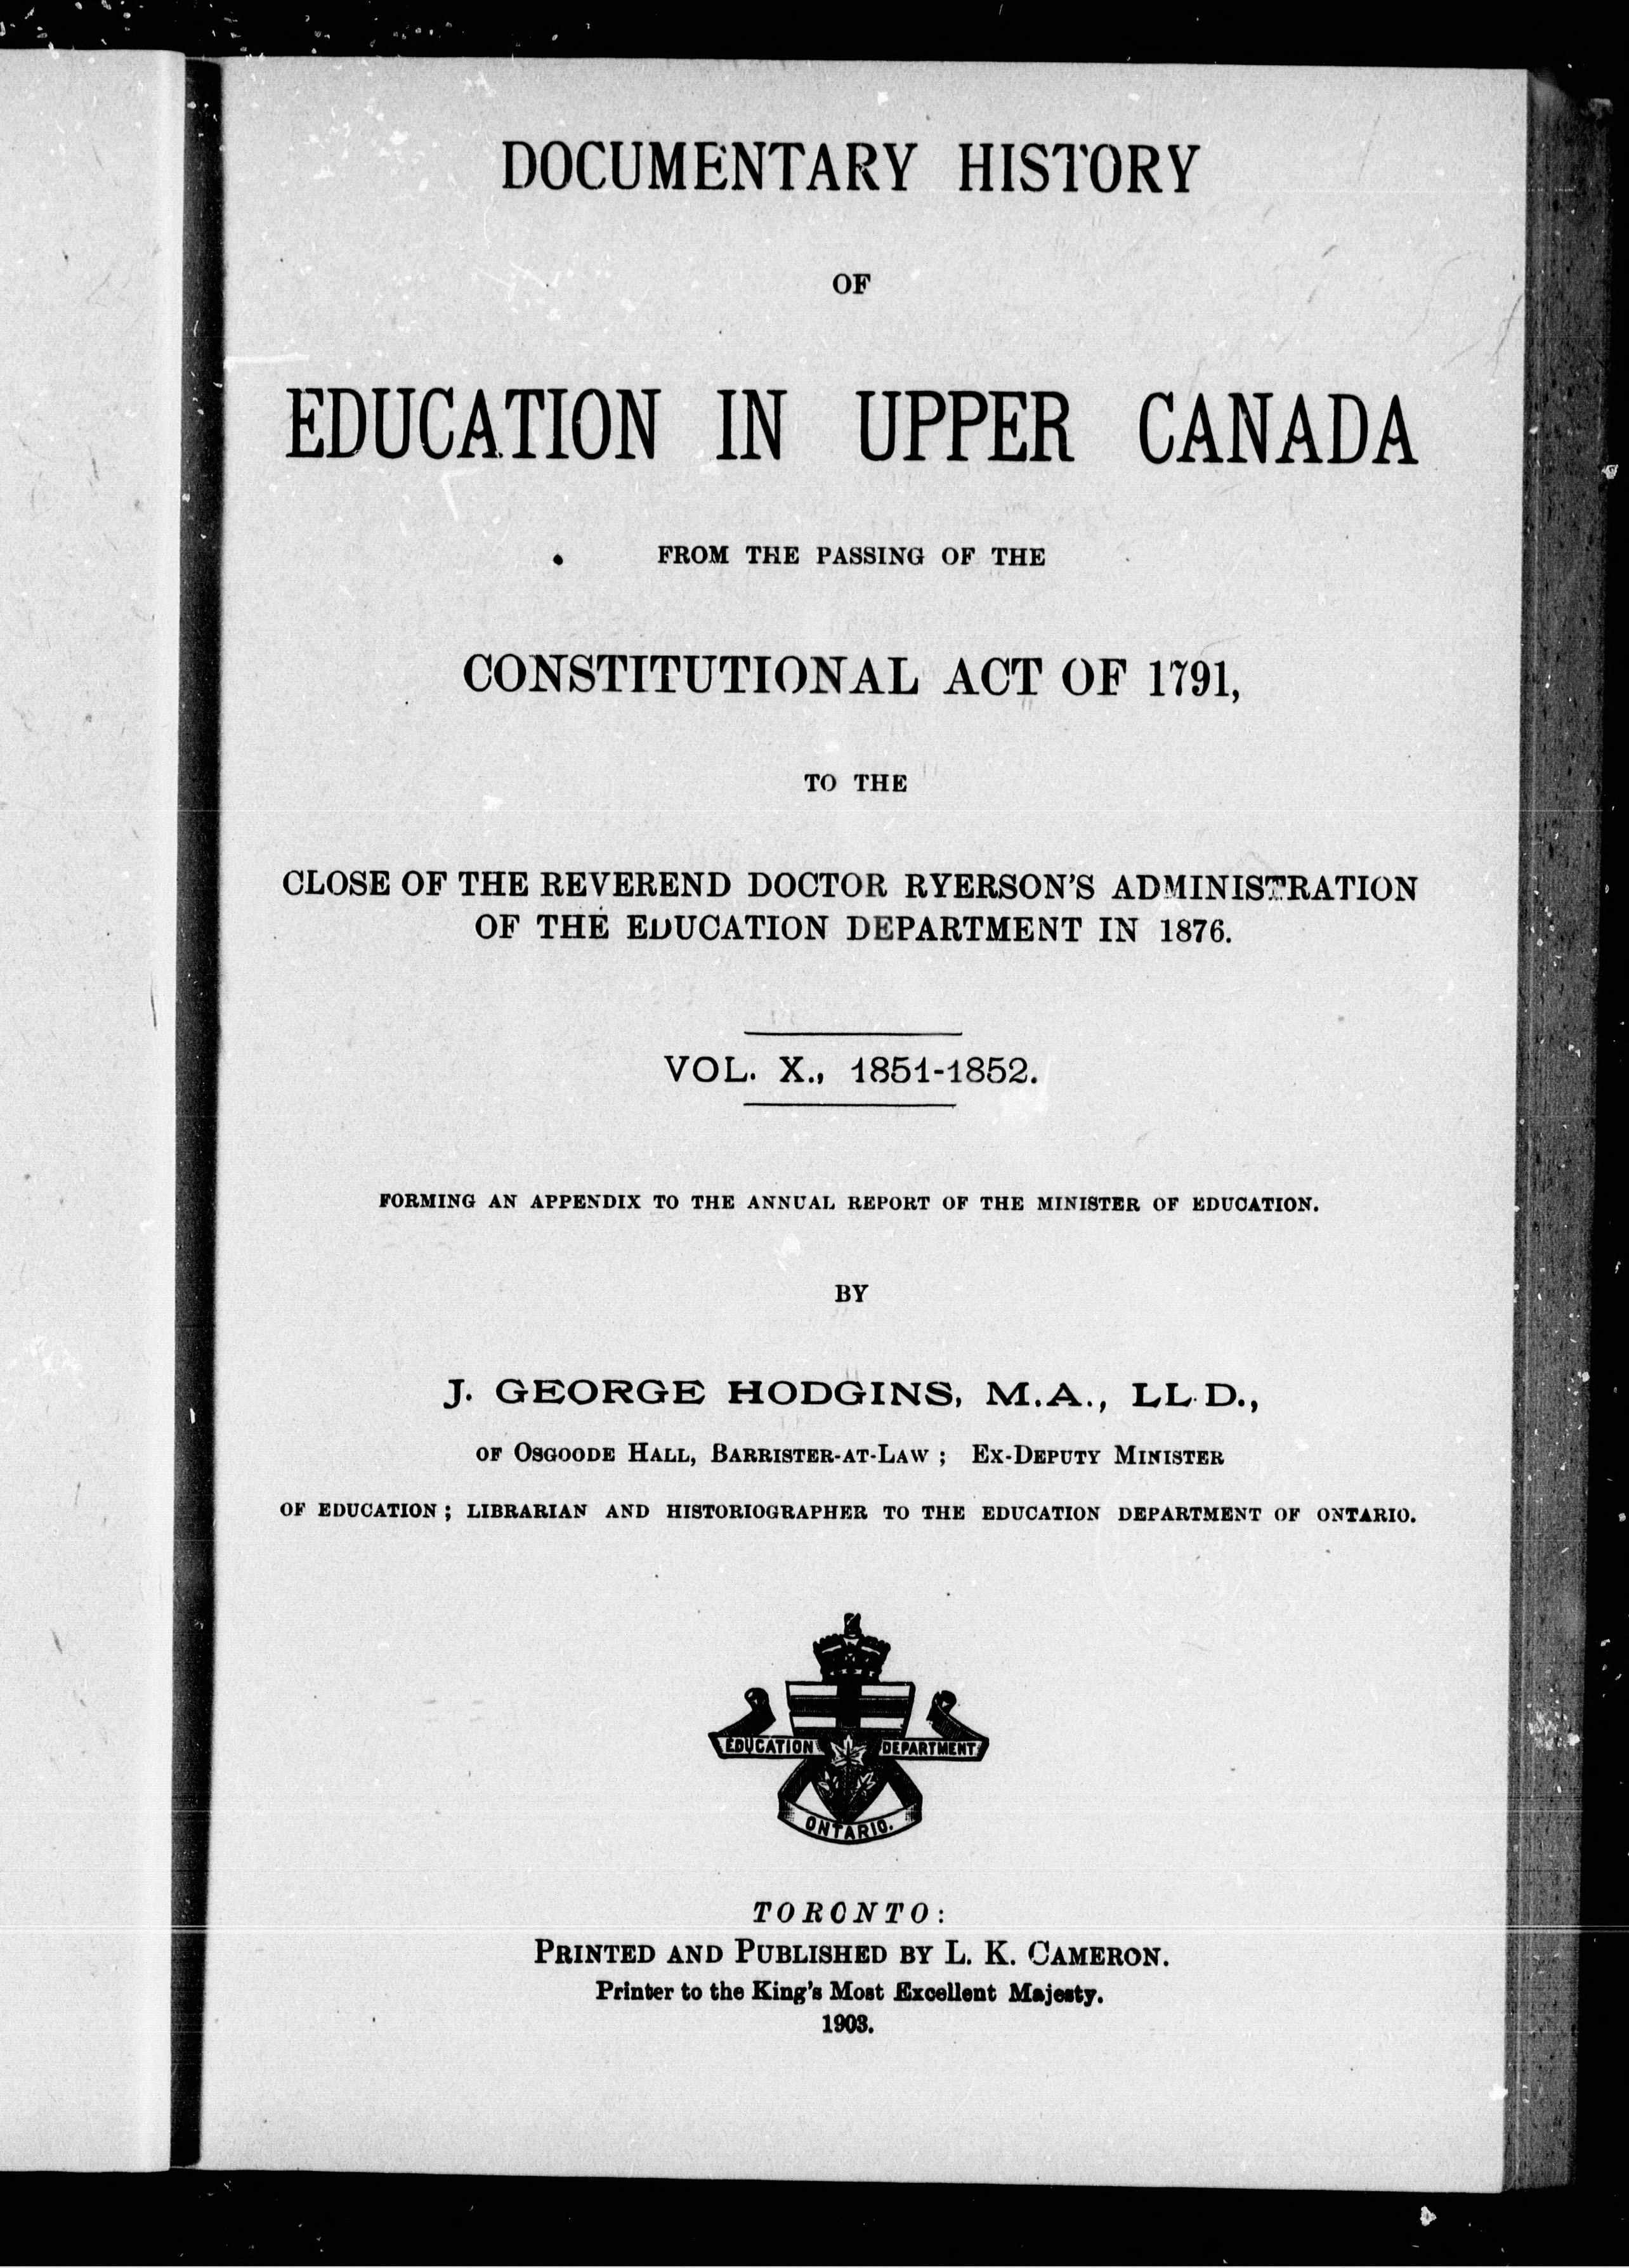 DOCUMENTARY HISTORY
OF
EDUCATION IN UPPER CANADA
FROM THE PASSING OF THE
CONSTITUTIONAL ACT OF 1791,
TO THE
CLOSE OF THE REVEREND DOCTOR RYERSON'S ADMINISTRATION
OF THE EDUCATION DEPARTMENT IN 1876.
VOL. X., 1851-1852.
FORMING AN APPENDIX TO THE ANNUAL REPORT OF THE MINISTER OF EDUCATION.
BY
J. GEORGE HODGINS, M.A., LL.D.,
OF OSGOODE HALL, BARRISTER-AT-LAW; EX-DEPUTY MINISTER
OF EDUCATION; LIBRARIAN AND HISTORIOGRAPHER TO THE EDUCATION DEPARTMENT OF ONTARIO.
EDUCATION DEPARTMENT
ONTARIO.
TORONTO:
PRINTED AND PUBLISHED BY L. K. CAMERON.
Printer to the King's Most Excellent Majesty.
1903.